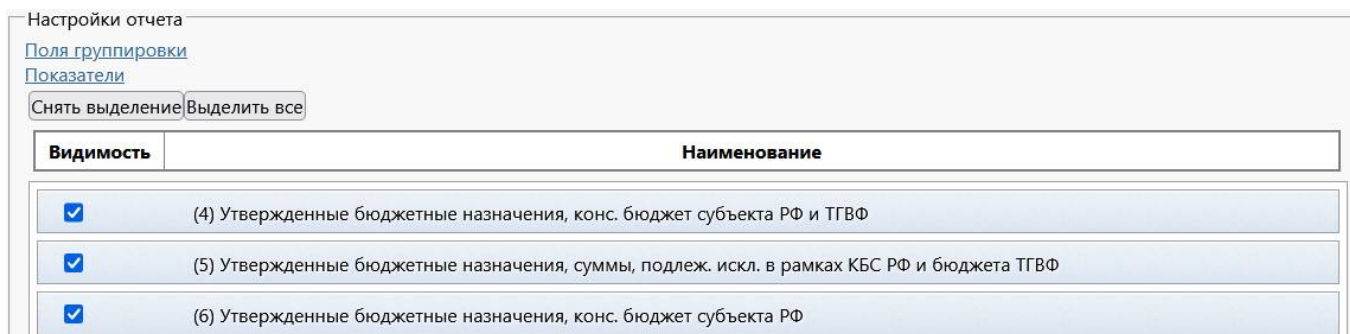 Настройки отчета
Поля группировки
Показатели
Снять выделение Выделить все
Видимость Наименование
(4) Утвержденные бюджетные назначения, конс. бюджет субъекта РФ и ТГВФ
(5) Утвержденные бюджетные назначения, суммы, подлеж. искл. в рамках КБС РФ и бюджета ТГВФ
(6) Утвержденные бюджетные назначения, конс. бюджет субъекта РФ